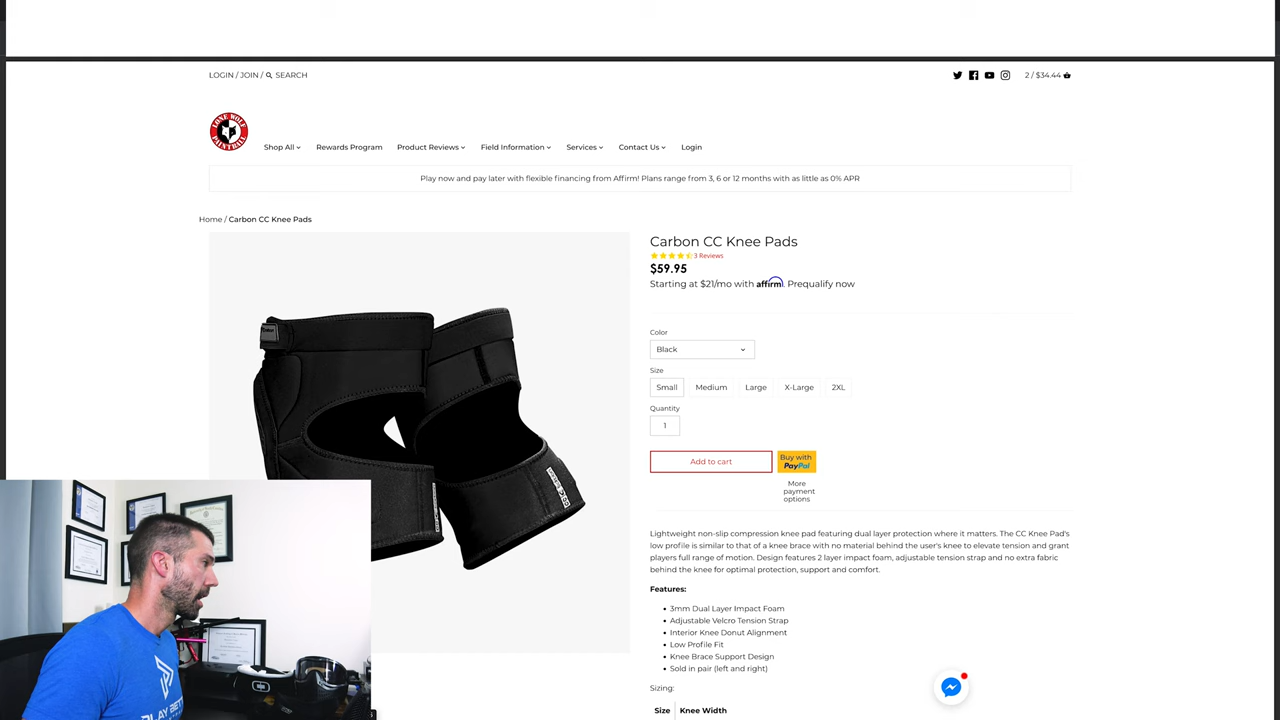 LOGIN / JOIN / SEARCH
2 / $34.44
LONE WOLF
PAINTBALL
Shop All
Rewards Program
Product Reviews
Field Information
Services
Contact Us
Login
Play now and pay later with flexible financing from Affirm! Plans range from 3, 6 or 12 months with as little as 0% APR
Home / Carbon CC Knee Pads
Carbon CC Knee Pads
3 Reviews
$59.95
Starting at $21/mo with affirm. Prequalify now
Color
Black
Size
Small Medium Large X-Large 2XL
Quantity
1
Add to cart
Buy with
PayPal
More
payment
options
Lightweight non-slip compression knee pad featuring dual layer protection where it matters. The CC Knee Pad's
low profile is similar to that of a knee brace with no material behind the user's knee to elevate tension and grant
players full range of motion. Design features 2 layer impact foam, adjustable tension strap and no extra fabric
behind the knee for optimal protection, support and comfort.
Features:
3mm Dual Layer Impact Foam
Adjustable Velcro Tension Strap
Interior Knee Donut Alignment
Low Profile Fit
Knee Brace Support Design
Sold in pair (left and right)
Sizing:
Size Knee Width